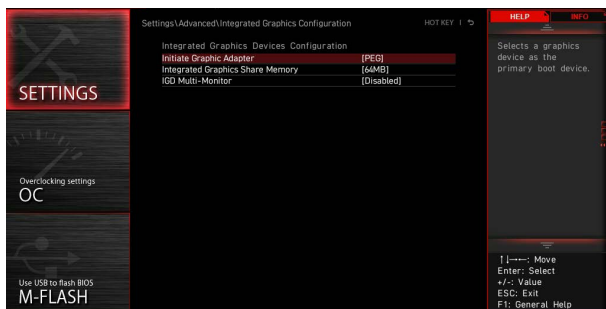 Settings\Advanced\Integrated Graphics Configuration
HOT KEY | ↰
Integrated Graphics Devices Configuration
Initiate Graphic Adapter [PEG]
Integrated Graphics Share Memory [64MB]
IGD Multi-Monitor [Disabled]
SETTINGS
Overclocking settings
OC
Use USB to flash BIOS
M-FLASH
HELP
INFO
Selects a graphics
device as the
primary boot device.
↑↓→←: Move
Enter: Select
+/-: Value
ESC: Exit
F1: General Help